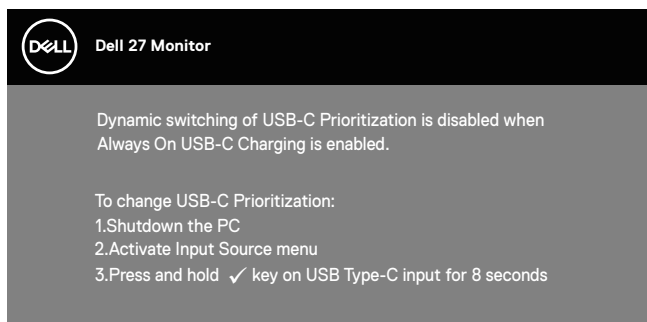 DELL
Dell 27 Monitor
Dynamic switching of USB-C Prioritization is disabled when
Always On USB-C Charging is enabled.
To change USB-C Prioritization:
1.Shutdown the PC
2.Activate Input Source menu
3.Press and hold ✓ key on USB Type-C input for 8 seconds